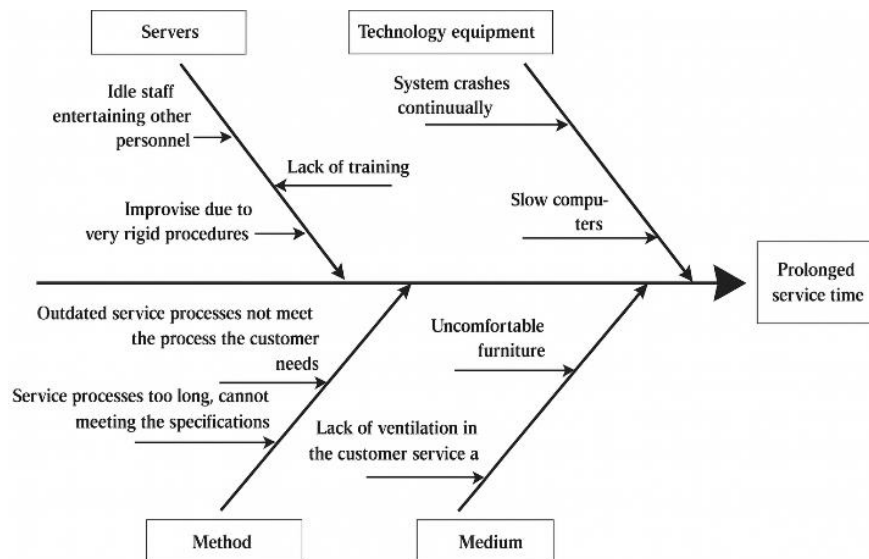 Servers
Technology equipment
Idle staff
entertaining other
personnel
System crashes
continuually
Lack of training
Improvise due to
very rigid procedures
Slow compu-
ters
Prolonged
service time
Outdated service processes not meet
the process the customer
needs
Uncomfortable
furniture
Service processes too long, cannot
meeting the specifications
Lack of ventilation in
the customer service a
Method
Medium